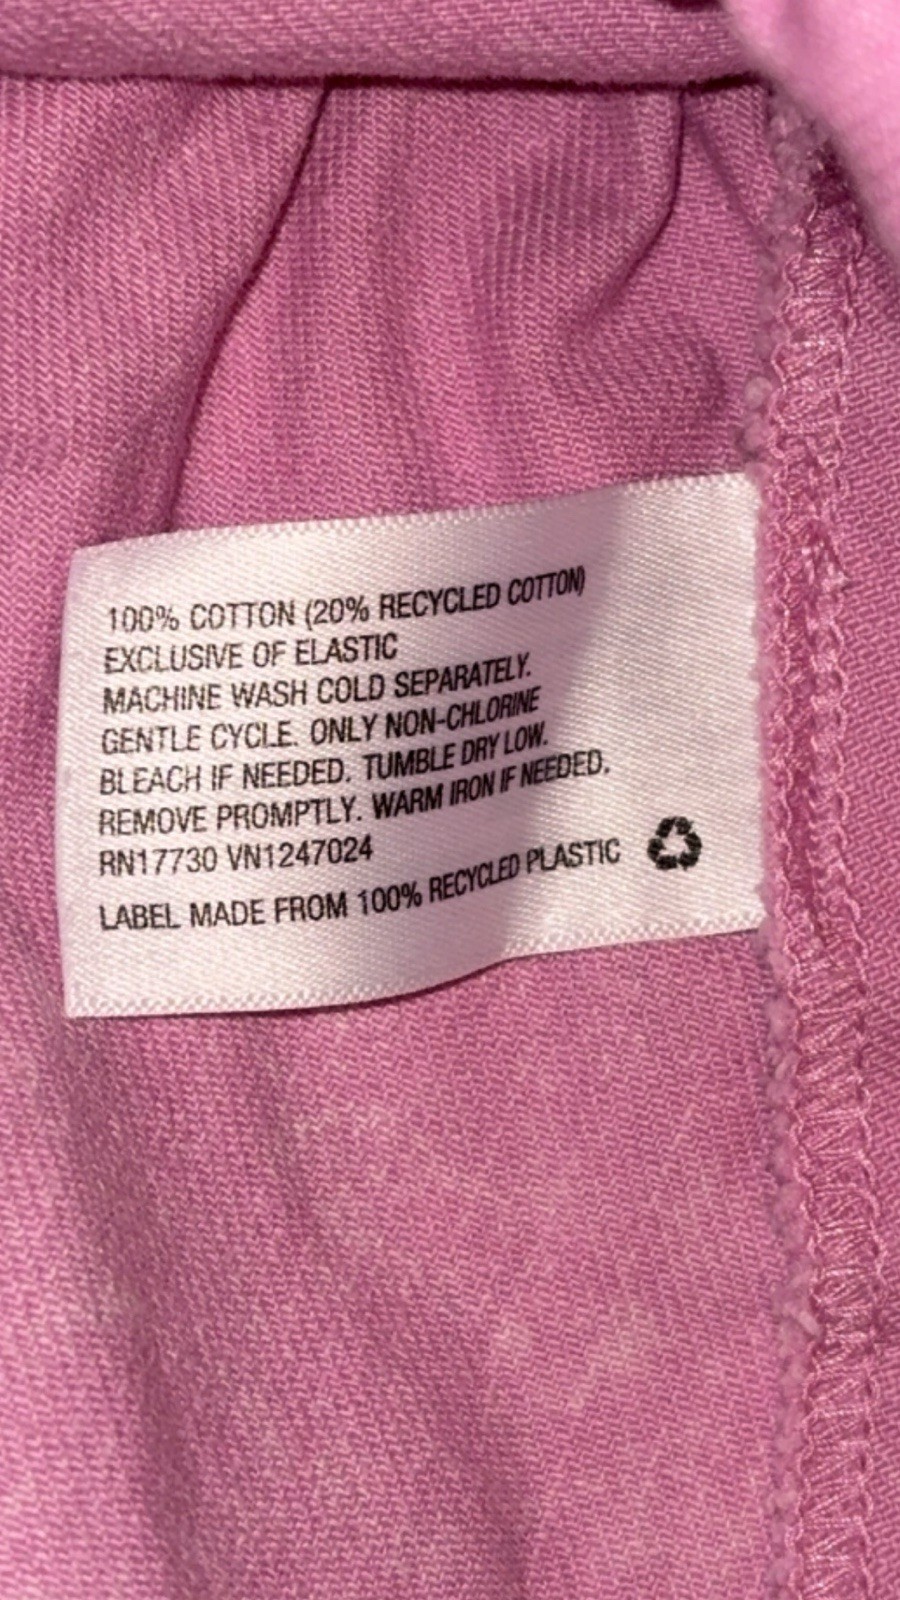 100% COTTON (20% RECYCLED COTTON)
EXCLUSIVE OF ELASTIC
MACHINE WASH COLD SEPARATELY.
GENTLE CYCLE. ONLY NON-CHLORINE
BLEACH IF NEEDED. TUMBLE DRY LOW.
REMOVE PROMPTLY. WARM IRON IF NEEDED.
RN17730 VN1247024
LABEL MADE FROM 100% RECYCLED PLASTIC